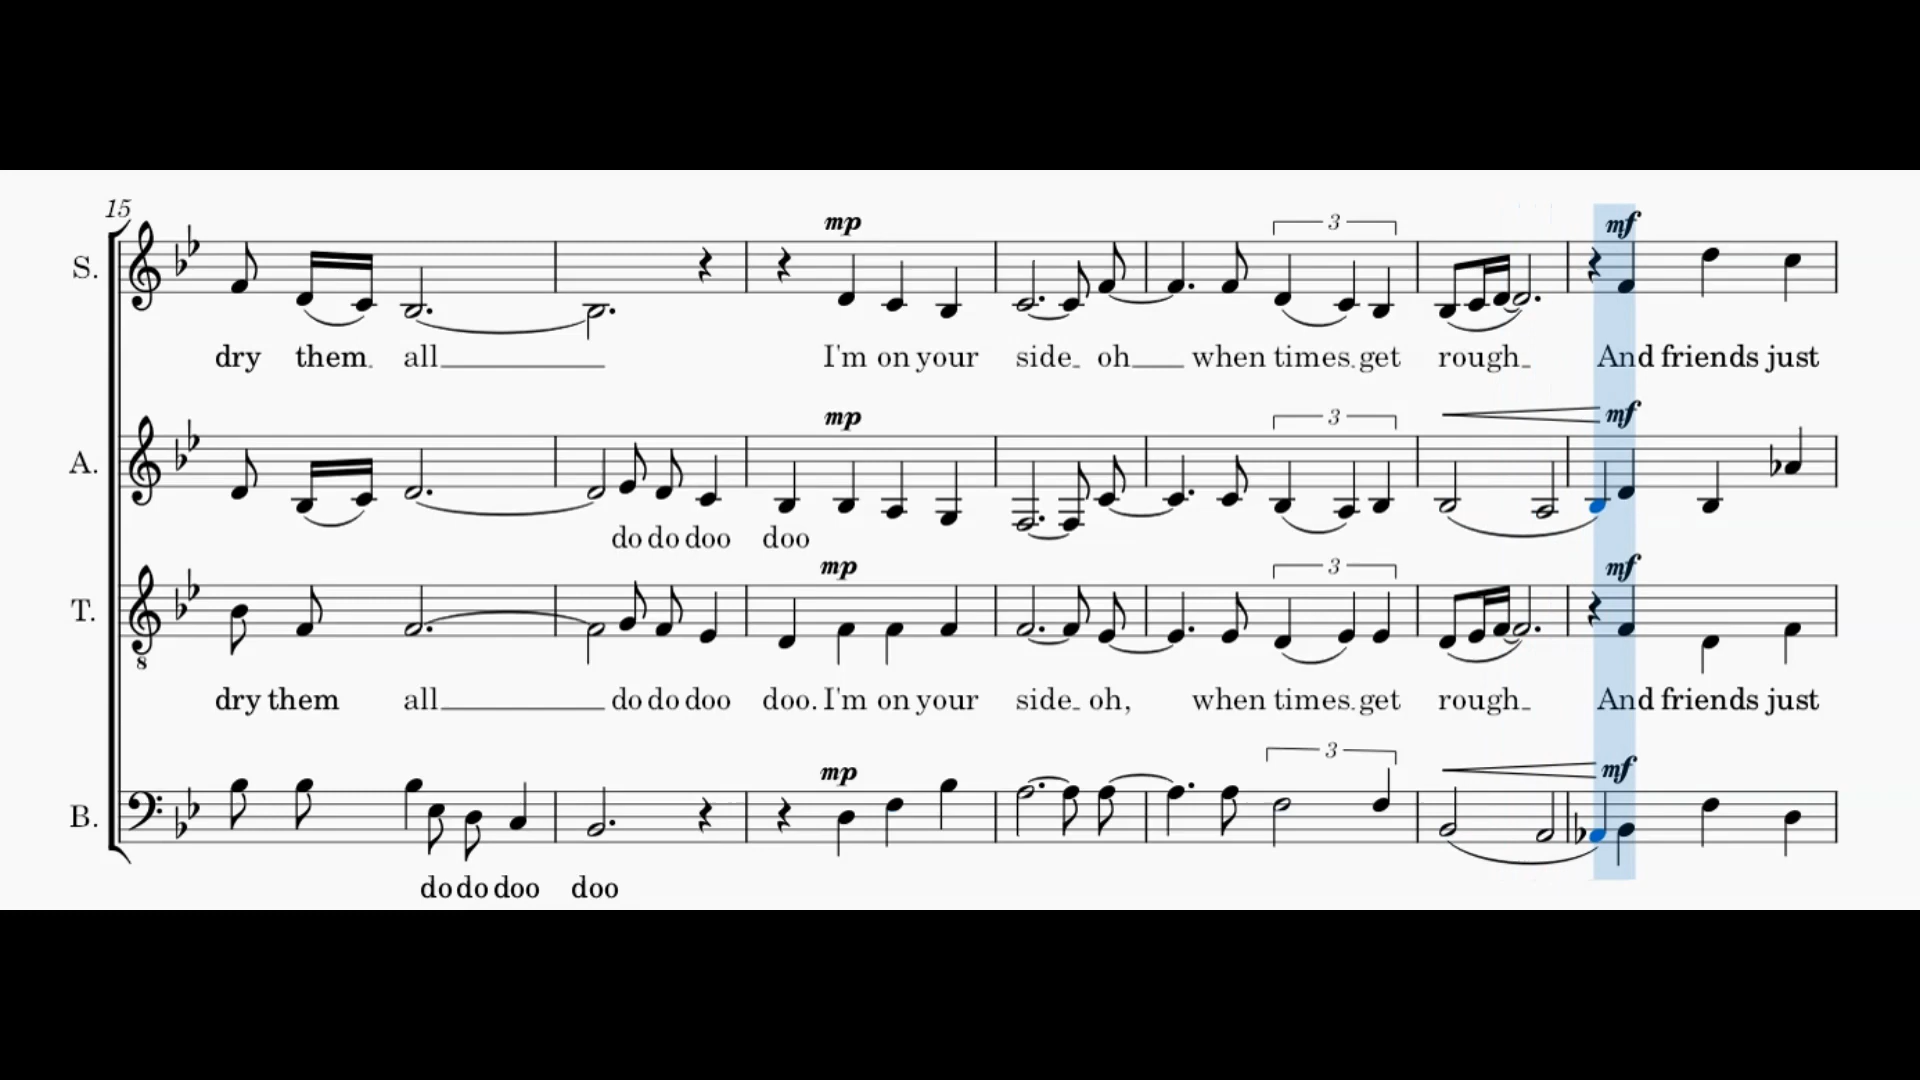 15
mp mf
3
S.
dry them all I'm on your side oh when times get rough And friends just
mp mf
3
A.
do do doo doo
mp mf
3
T.
8
dry them all do do doo doo. I'm on your side oh, when times get rough And friends just
mp mf
3
B.
do do doo doo